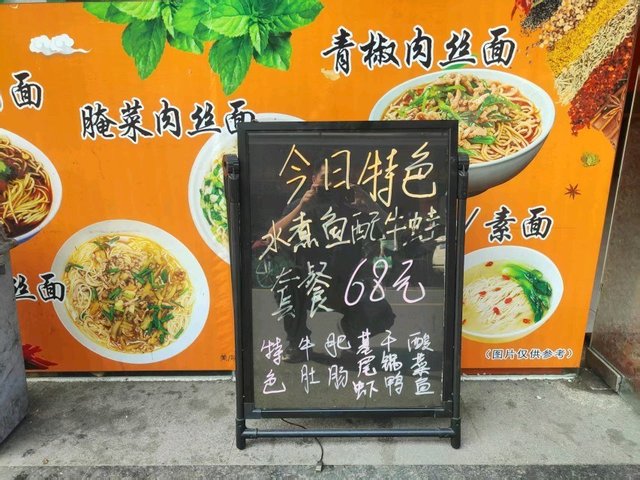 青椒肉丝面
腌菜肉丝面
面
丝面
素面
(图片仅供参考)
今日特色
水煮鱼配牛蛙
套餐 68元
特色
牛肚
肥肠
基尾虾
干锅鸭
酸菜鱼